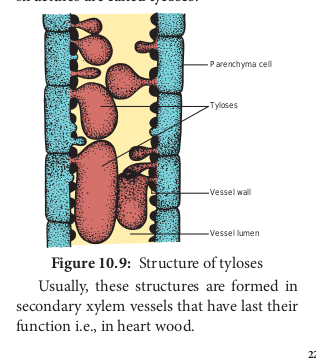 structures are called tyloses.
Parenchyma cell
Tyloses
Vessel wall
Vessel lumen
Figure 10.9: Structure of tyloses
Usually, these structures are formed in
secondary xylem vessels that have last their
function i.e., in heart wood.
22